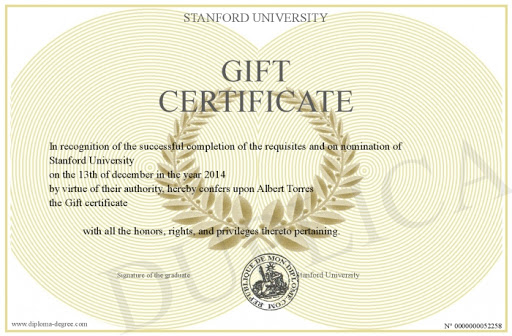 STANFORD UNIVERSITY
GIFT
CERTIFICATE
In recognition of the successful completion of the requisites and on nomination of
Stanford University
on the 13th of december in the year 2014
by virtue of their authority, hereby confers upon Albert Torres
the Gift certificate
with all the honors, rights, and privileges thereto pertaining.
Signature of the graduate
Stanford University
REPUBLIQUE DE MON-DIPLOME.COM
www.diploma-degree.com
N° 0000000052258
DUPLICA